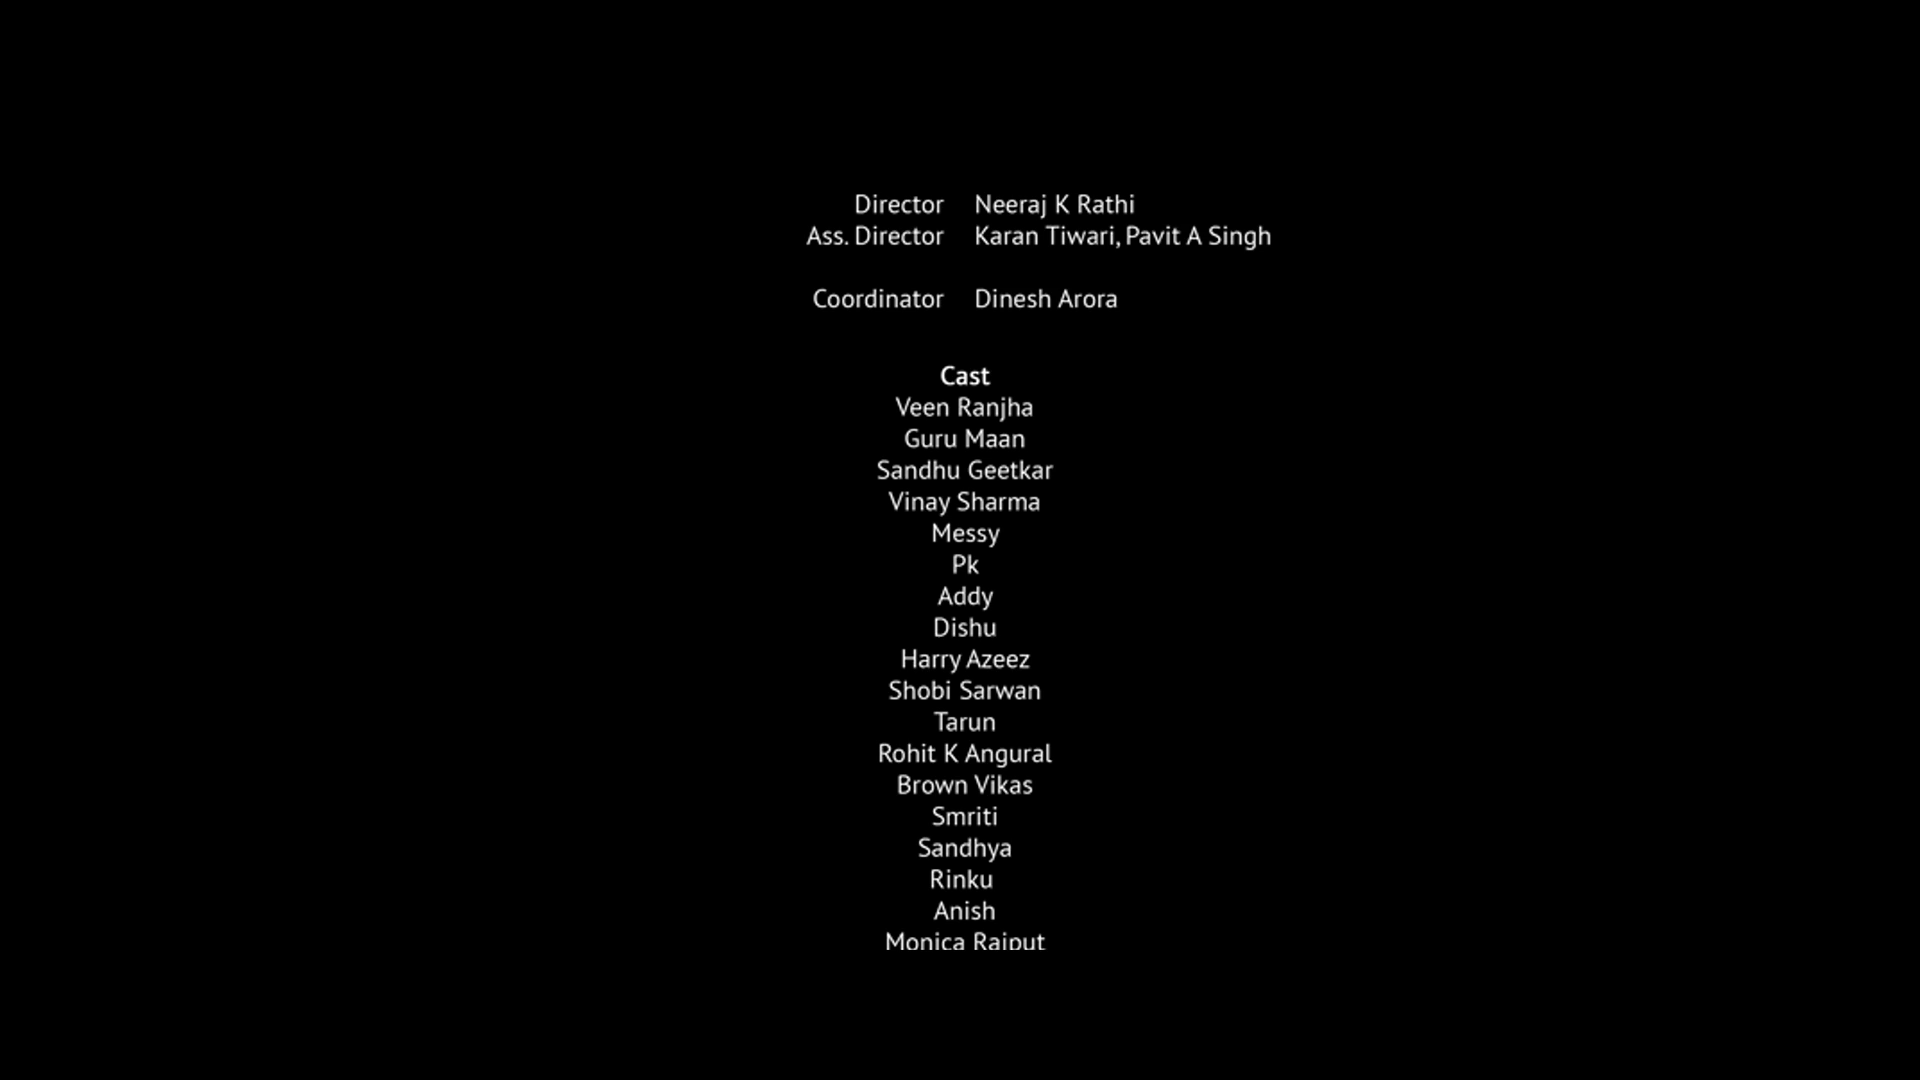 Director Neeraj K Rathi
Ass. Director Karan Tiwari, Pavit A Singh
Coordinator Dinesh Arora
Cast
Veen Ranjha
Guru Maan
Sandhu Geetkar
Vinay Sharma
Messy
Pk
Addy
Dishu
Harry Azeez
Shobi Sarwan
Tarun
Rohit K Angural
Brown Vikas
Smriti
Sandhya
Rinku
Anish
Monica Rajput